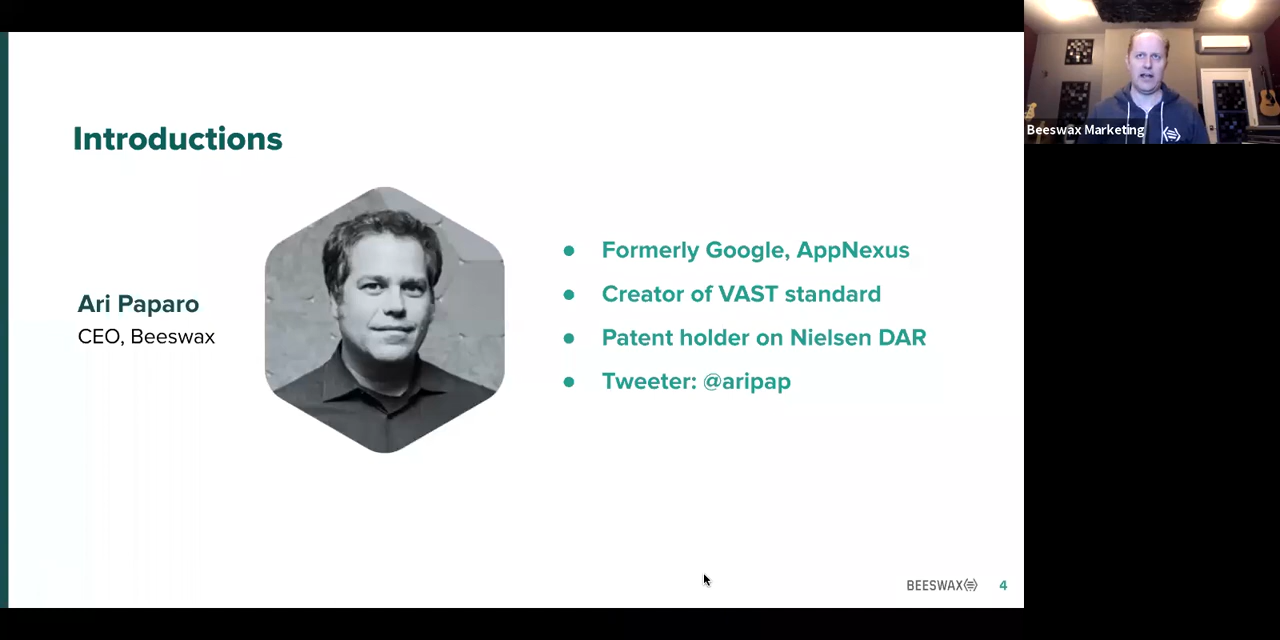 Introductions
Ari Paparo
CEO, Beeswax
● Formerly Google, AppNexus
● Creator of VAST standard
● Patent holder on Nielsen DAR
● Tweeter: @aripap
BEESWAX
4
Beeswax Marketing